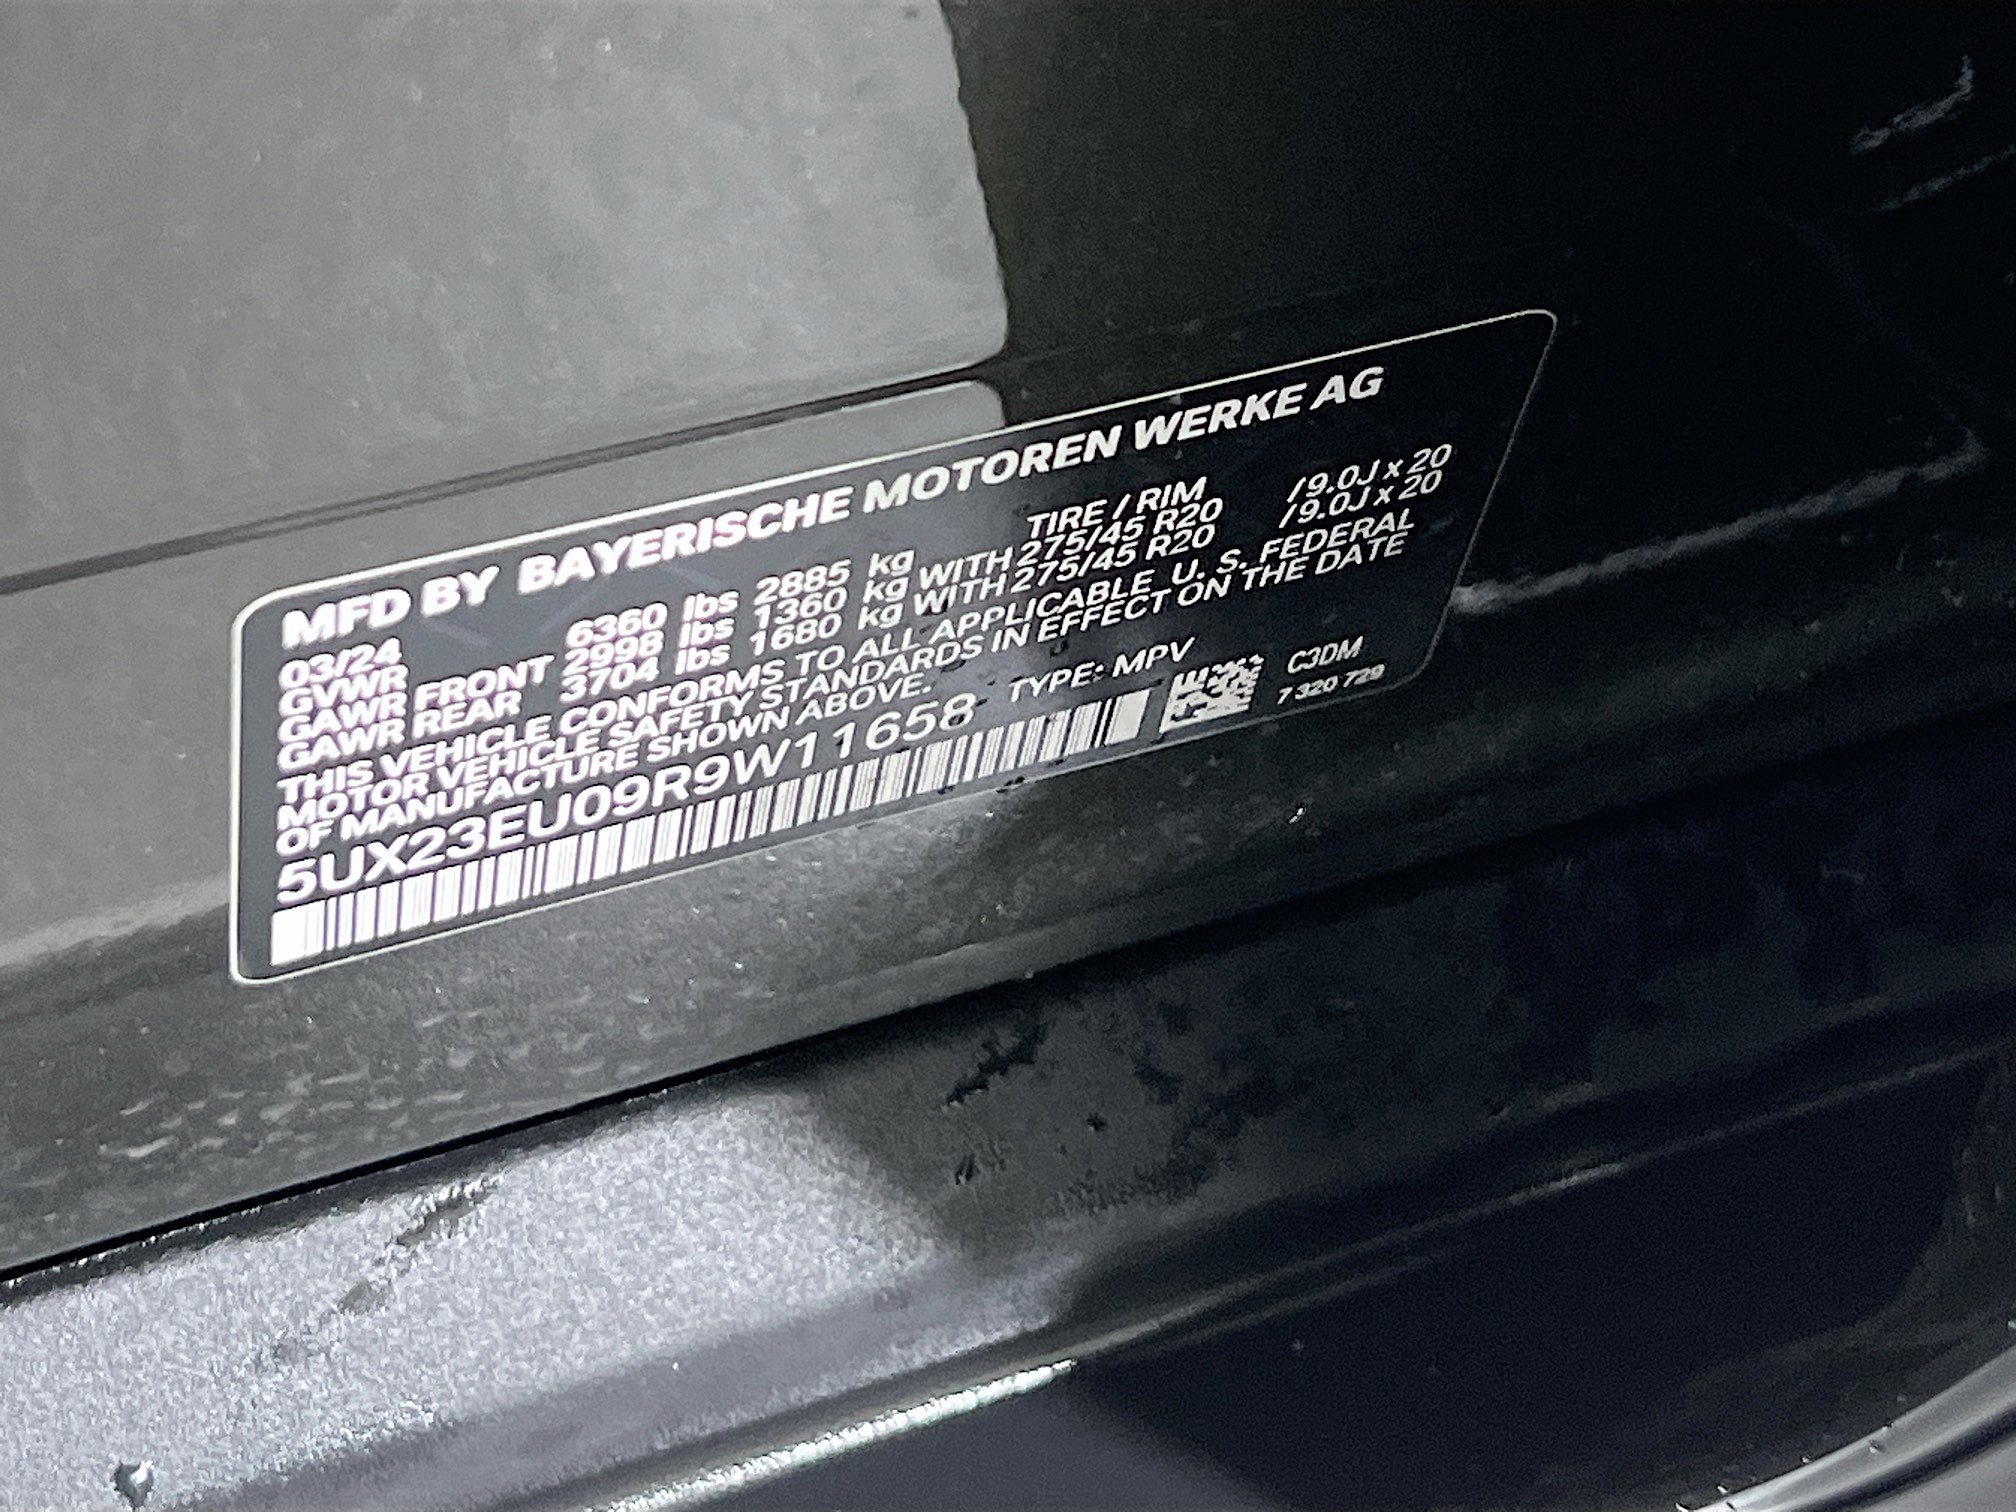 MFD BY BAYERISCHE MOTOREN WERKE AG
03/24 TIRE / RIM
GVWR 6360 lbs 2885 kg
GAWR FRONT 2998 lbs 1360 kg WITH 275/45 R20 /9.0J x 20
GAWR REAR 3704 lbs 1680 kg WITH 275/45 R20 /9.0J x 20
THIS VEHICLE CONFORMS TO ALL APPLICABLE U. S. FEDERAL
MOTOR VEHICLE SAFETY STANDARDS IN EFFECT ON THE DATE
OF MANUFACTURE SHOWN ABOVE.
5UX23EU09R9W11658 TYPE: MPV
C3DM
7 320 729